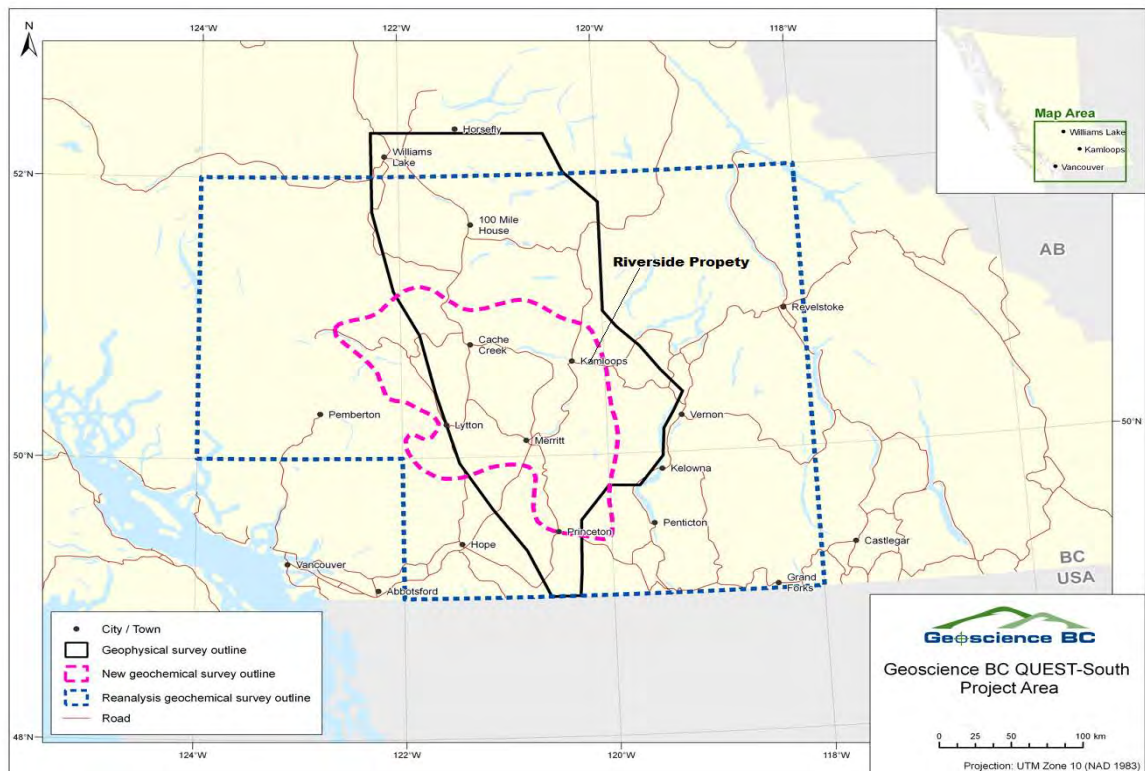 N
124°W
122°W
120°W
118°W
52°N
50°N
48°N
50°N
124°W
122°W
120°W
118°W
Map Area
Williams Lake
Kamloops
Vancouver
AB
BC
USA
Horsefly
Williams
Lake
100 Mile
House
Riverside Propety
Revelstoke
Cache
Creek
Kamloops
Pemberton
Lytton
Merritt
Vernon
Kelowna
Princeton
Penticton
Hope
Castlegar
Vancouver
Abbotsford
Grand
Forks
City / Town
Geophysical survey outline
New geochemical survey outline
Reanalysis geochemical survey outline
Road
Geoscience BC
Geoscience BC QUEST-South
Project Area
0 25 50 100 km
Projection: UTM Zone 10 (NAD 1983)